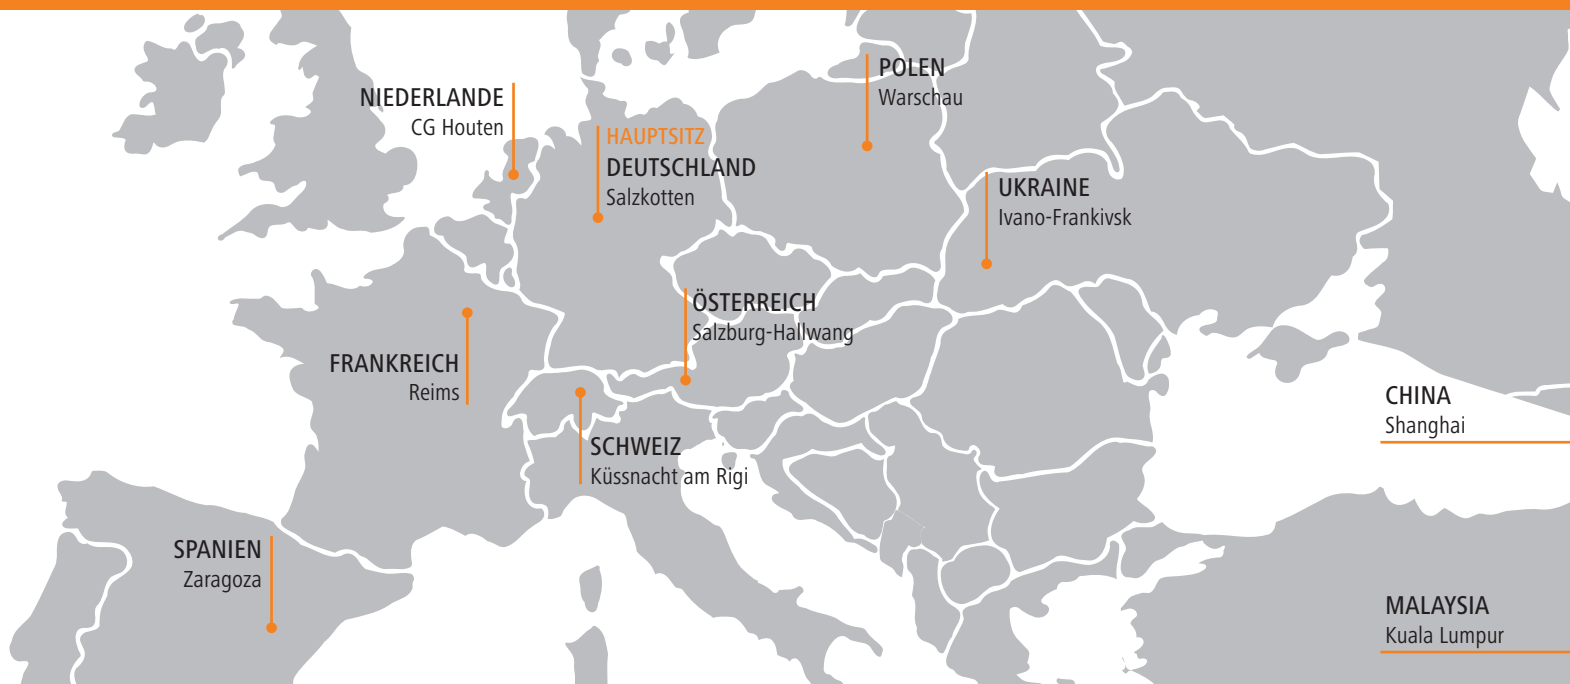 POLEN
Warschau
NIEDERLANDE
CG Houten
HAUPTSITZ
DEUTSCHLAND
Salzkotten
UKRAINE
Ivano-Frankivsk
ÖSTERREICH
Salzburg-Hallwang
FRANKREICH
Reims
CHINA
Shanghai
SCHWEIZ
Küssnacht am Rigi
SPANIEN
Zaragoza
MALAYSIA
Kuala Lumpur